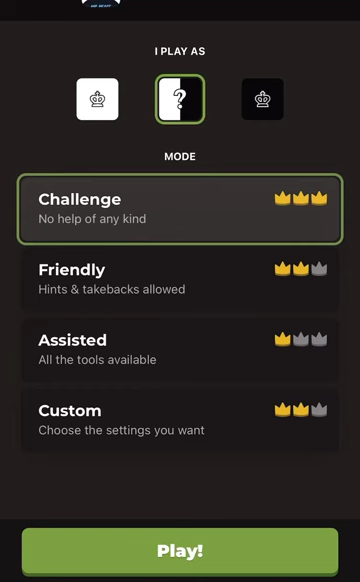 I PLAY AS
?
MODE
Challenge
No help of any kind
Friendly
Hints & takebacks allowed
Assisted
All the tools available
Custom
Choose the settings you want
Play!